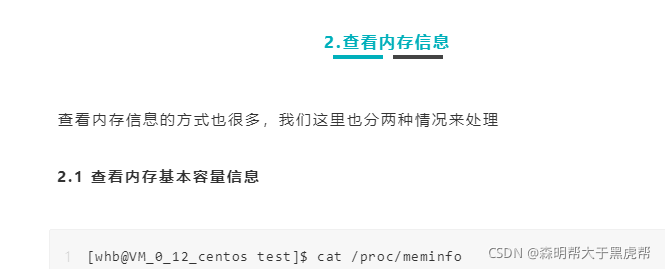 2.查看内存信息
查看内存信息的方式也很多，我们这里也分两种情况来处理
2.1 查看内存基本容量信息
1 [whb@VM_0_12_centos test]$ cat /proc/meminfo
CSDN @森明帮大于黑虎帮